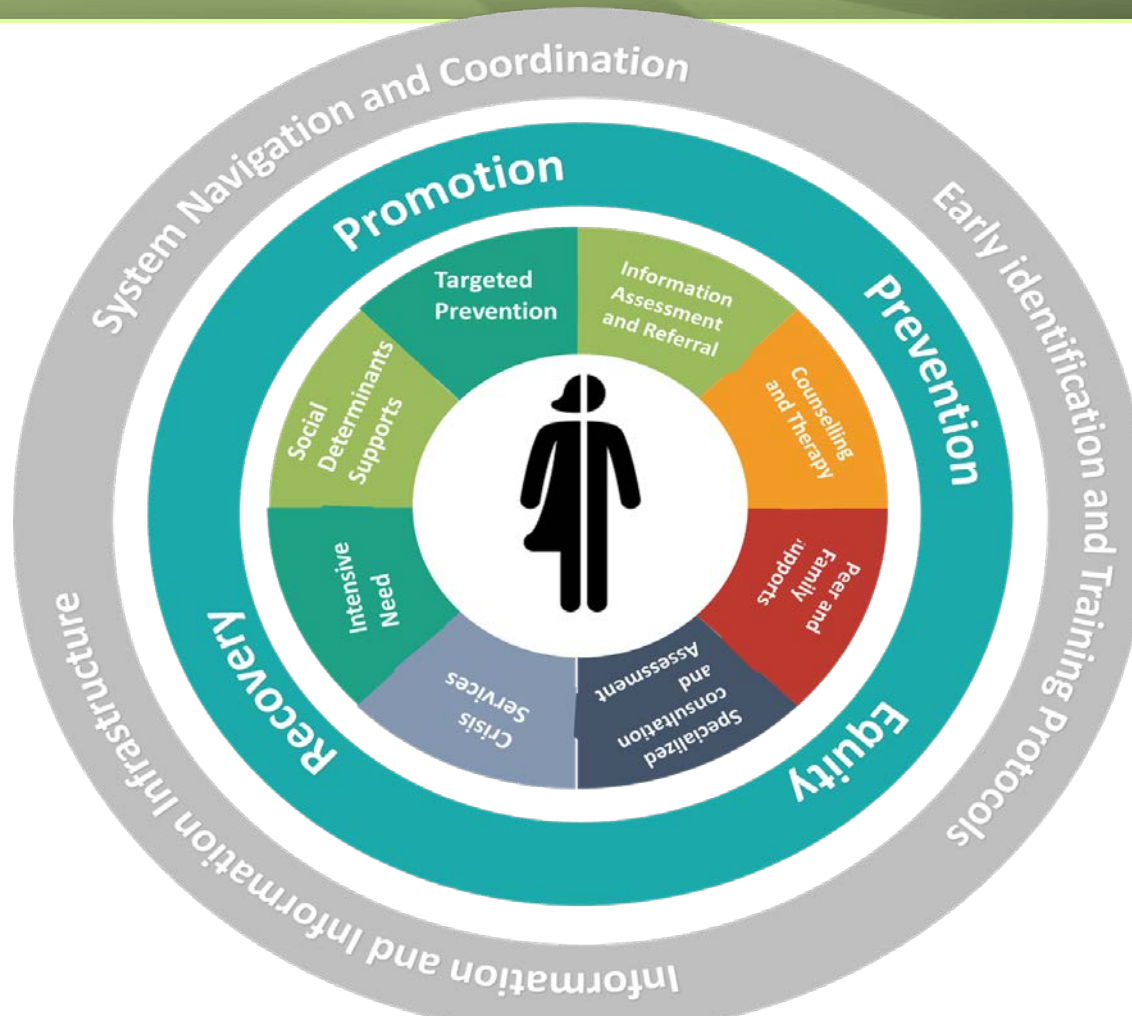 System Navigation and Coordination
Early identification and Training Protocols
Information and Information Infrastructure
Promotion
Prevention
Equity
Recovery
Targeted
Prevention
Information
Assessment
and Referral
Counselling
and Therapy
Peer and
Family
upports
Specialized
consultation
and
Assessment
Crisis
Services
Intensive
Need
Social
Determinants
Supports